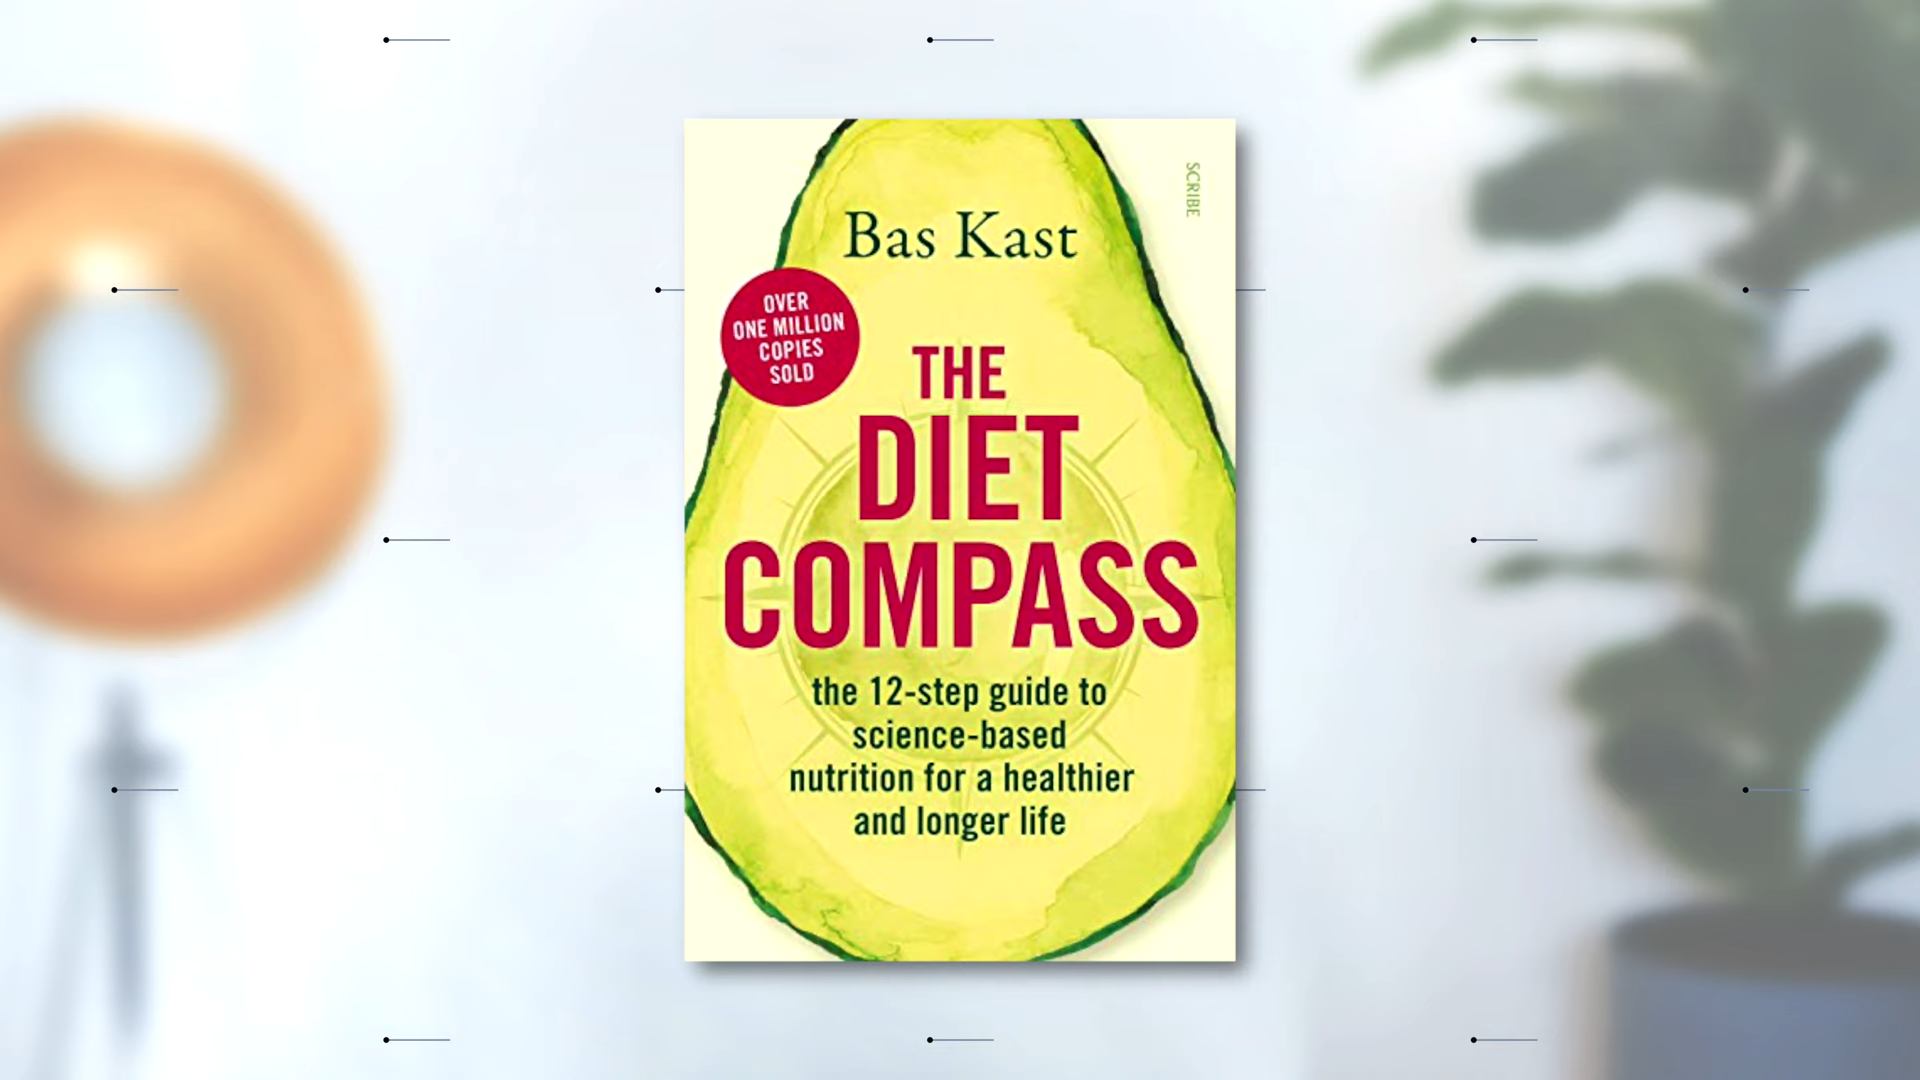 SCRIBE
Bas Kast
OVER
ONE MILLION
COPIES
SOLD
THE
DIET
COMPASS
the 12-step guide to
science-based
nutrition for a healthier
and longer life